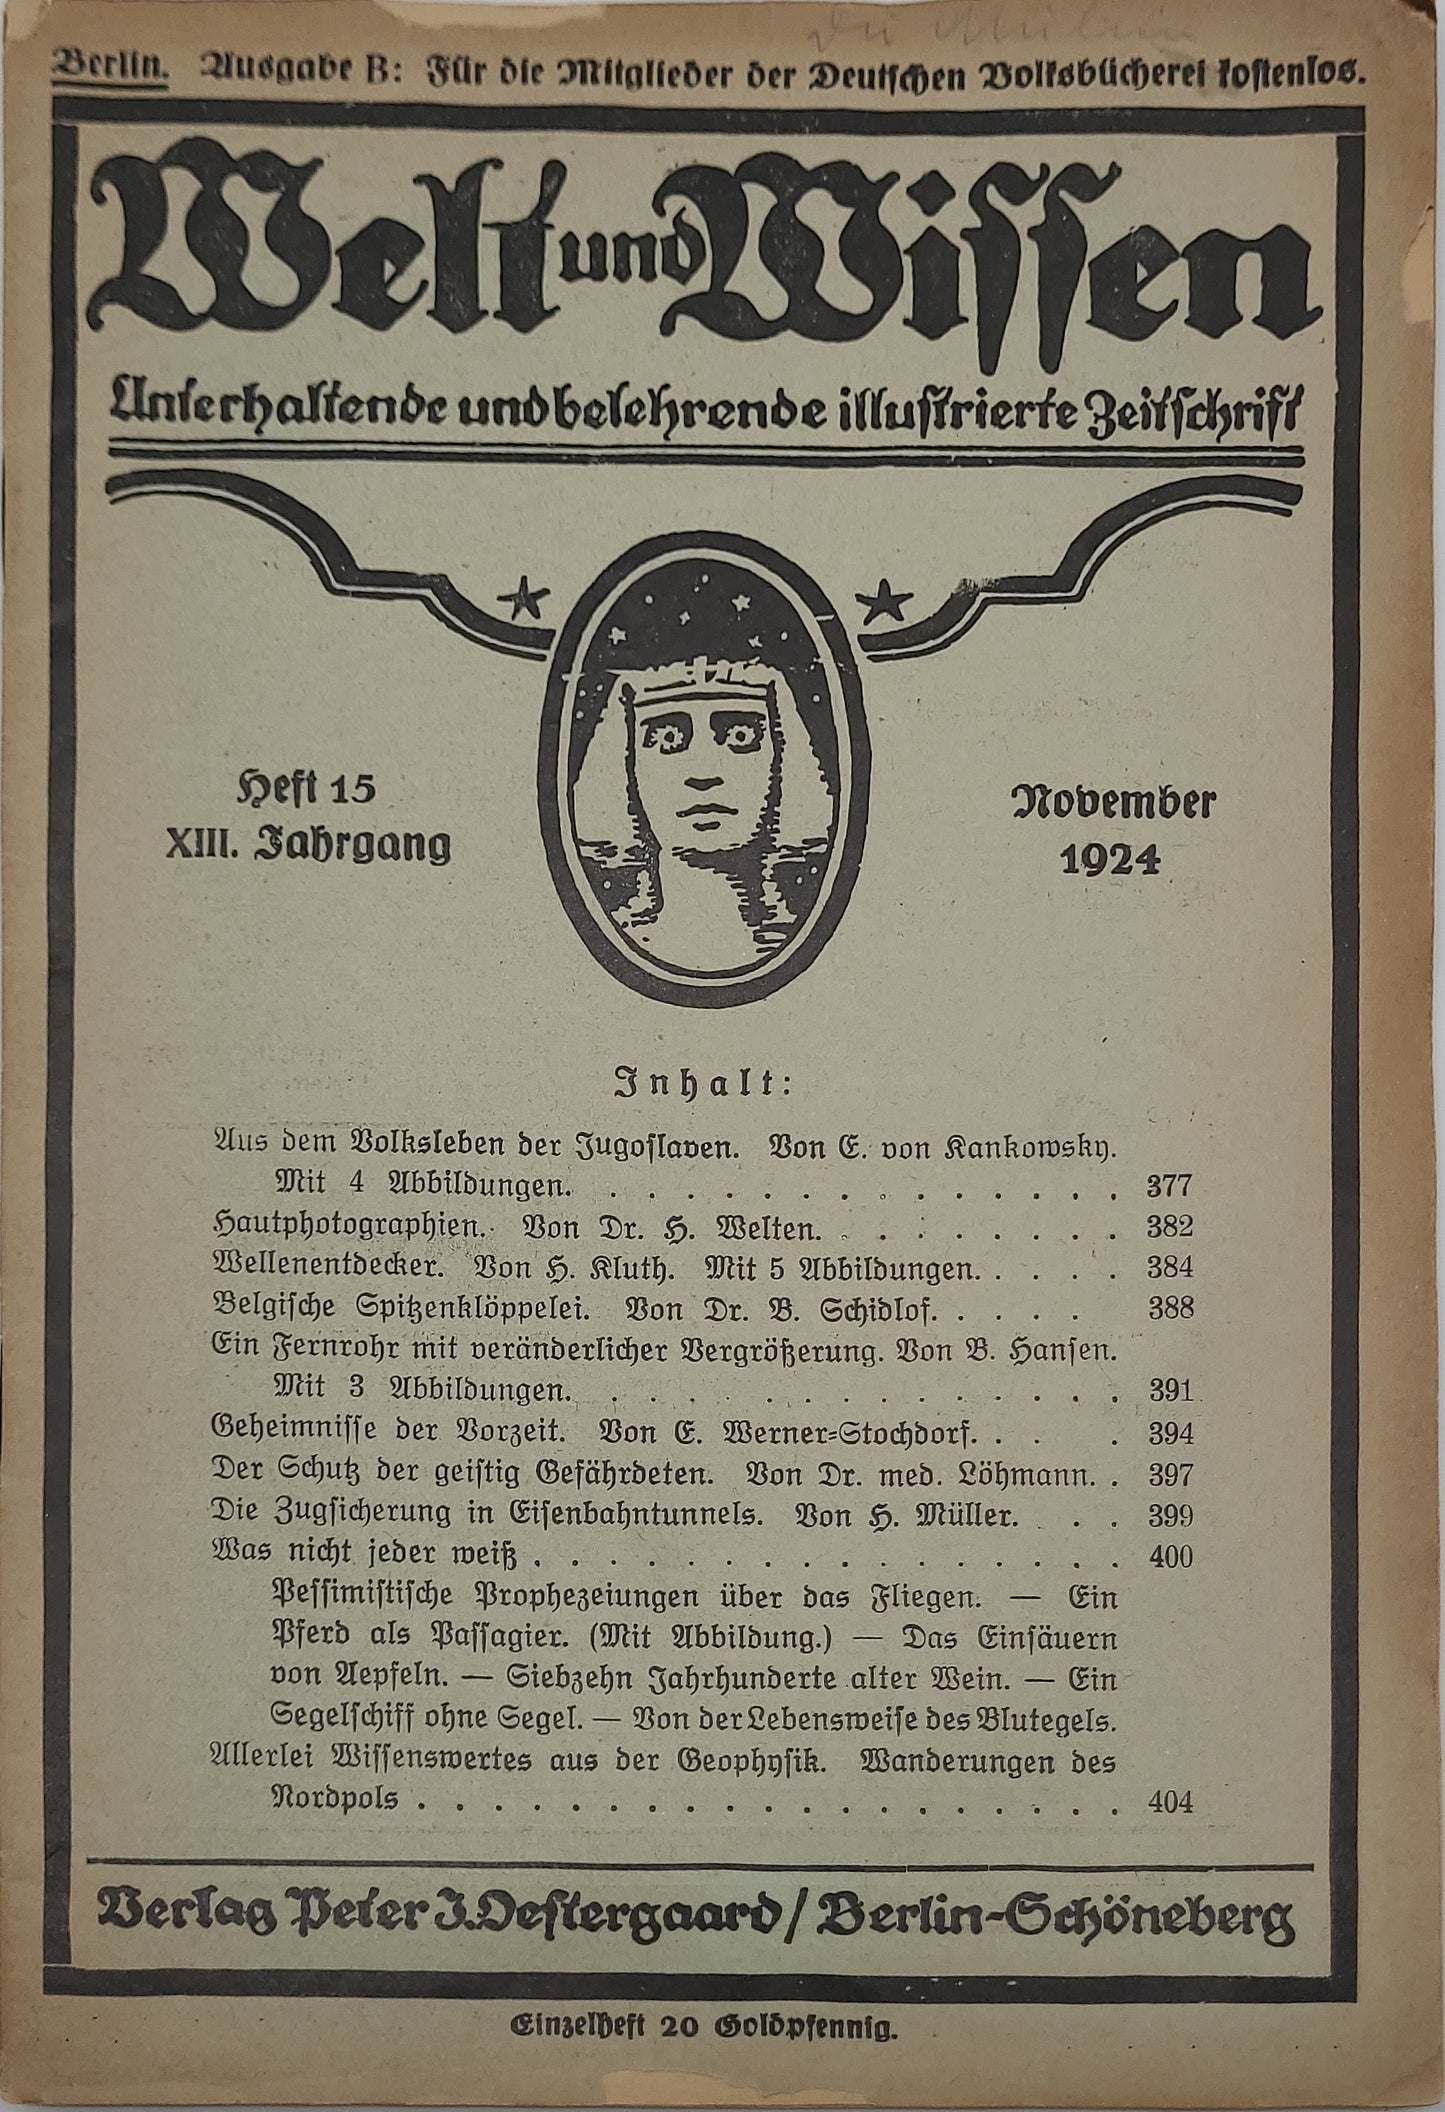 Berlin. Ausgabe B: Für die Mitglieder der Deutschen Volksbücherei kostenlos.
Welt und Wissen
Unterhaltende und belehrende illustrierte Zeitschrift
Heft 15
XIII. Jahrgang
November
1924
Inhalt:
Aus dem Volksleben der Jugoslaven. Von E. von Kankowsky.
Mit 4 Abbildungen. . . . . . . . . . . . . . . 377
Hautphotographien. Von Dr. H. Welten. . . . . . . . . 382
Wellenentdecker. Von H. Kluth. Mit 5 Abbildungen. . . . . 384
Belgische Spitzenklöppelei. Von Dr. B. Schidlof. . . . . 388
Ein Fernrohr mit veränderlicher Vergrößerung. Von B. Hansen.
Mit 3 Abbildungen. . . . . . . . . . . . . . . 391
Geheimnisse der Vorzeit. Von E. Werner-Stochdorf. . . . 394
Der Schutz der geistig Gefährdeten. Von Dr. med. Löhmann. . 397
Die Zugsicherung in Eisenbahntunnels. Von H. Müller. . . . 399
Was nicht jeder weiß . . . . . . . . . . . . . . . . 400
Pessimistische Prophezeiungen über das Fliegen. — Ein
Pferd als Passagier. (Mit Abbildung.) — Das Einsäuern
von Aepfeln. — Siebzehn Jahrhunderte alter Wein. — Ein
Segelschiff ohne Segel. — Von der Lebensweise des Blutegels.
Allerlei Wissenswertes aus der Geophysik. Wanderungen des
Nordpols . . . . . . . . . . . . . . . . . . . 404
Verlag Peter J. Oestergaard / Berlin-Schöneberg
Einzelheft 20 Goldpfennig.